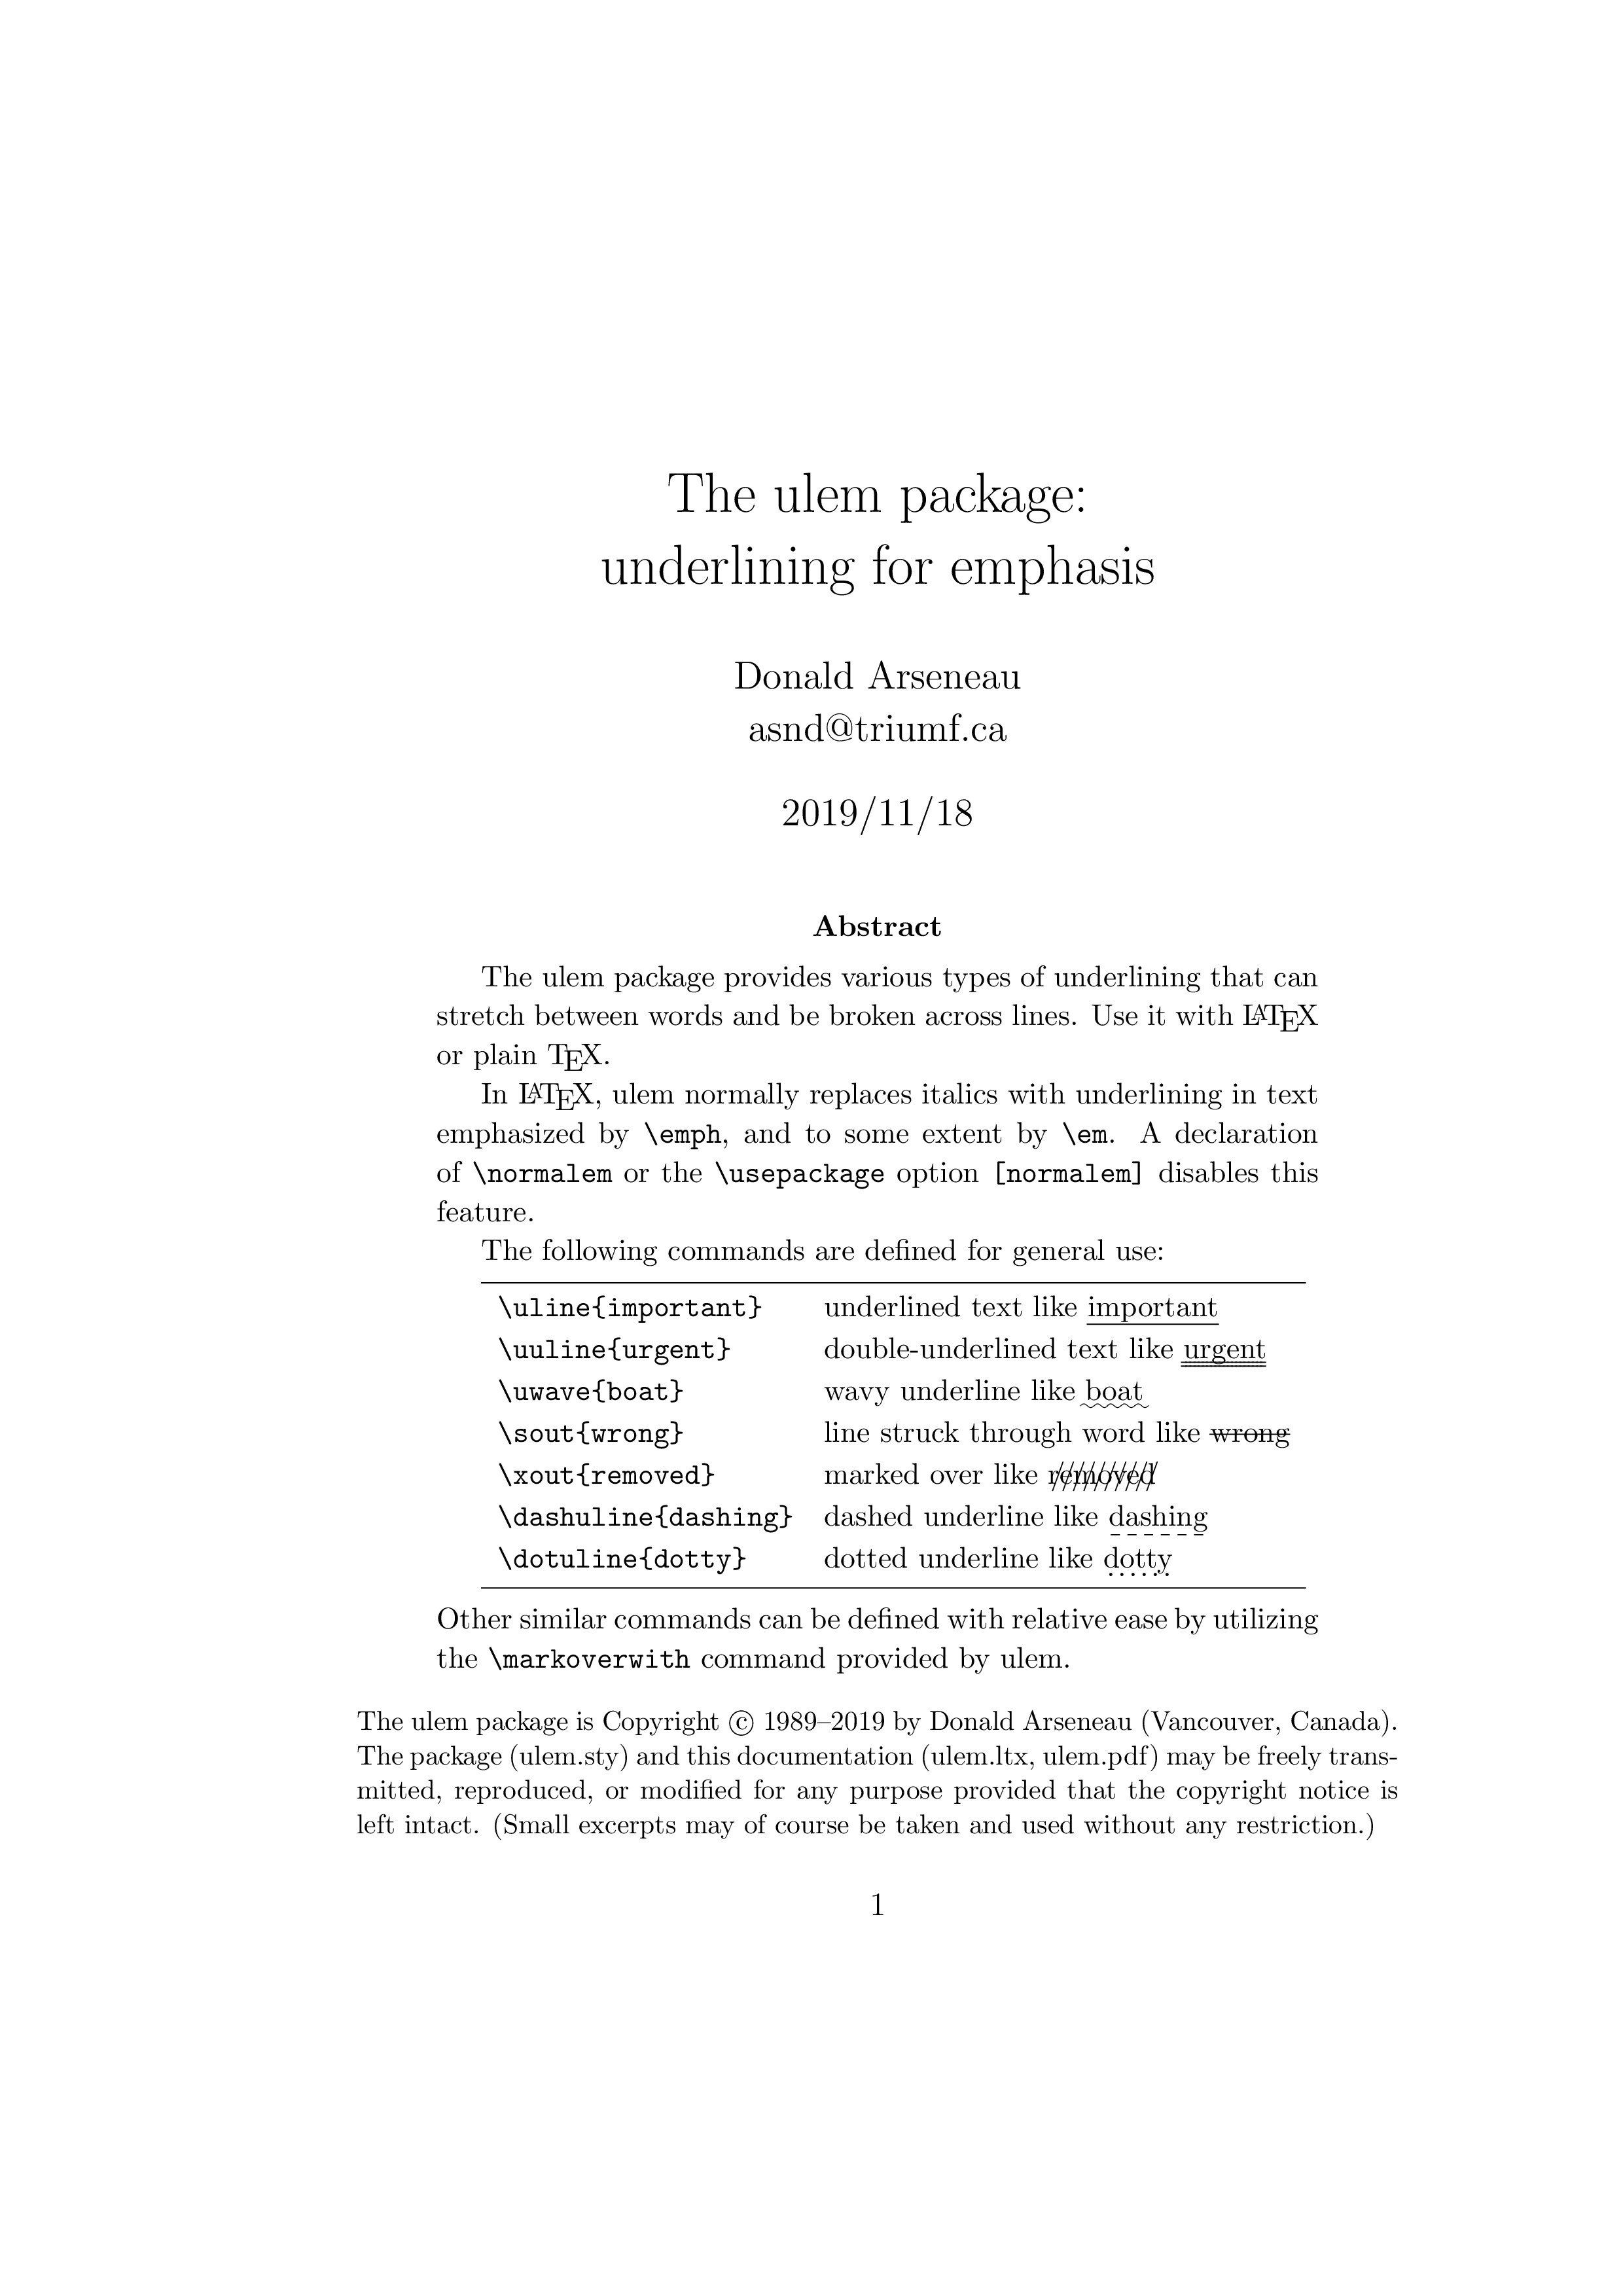 The ulem package:
underlining for emphasis
Donald Arseneau
asnd@triumf.ca
2019/11/18
Abstract
The ulem package provides various types of underlining that can
stretch between words and be broken across lines. Use it with LATEX
or plain TEX.
In LATEX, ulem normally replaces italics with underlining in text
emphasized by \emph, and to some extent by \em. A declaration
of \normalem or the \usepackage option [normalem] disables this
feature.
The following commands are defined for general use:
\uline{important} underlined text like important
\uuline{urgent} double-underlined text like urgent
\uwave{boat} wavy underline like boat
\sout{wrong} line struck through word like wrong
\xout{removed} marked over like removed
\dashuline{dashing} dashed underline like dashing
\dotuline{dotty} dotted underline like dotty
Other similar commands can be defined with relative ease by utilizing
the \markoverwith command provided by ulem.
The ulem package is Copyright © 1989–2019 by Donald Arseneau (Vancouver, Canada).
The package (ulem.sty) and this documentation (ulem.ltx, ulem.pdf) may be freely trans-
mitted, reproduced, or modified for any purpose provided that the copyright notice is
left intact. (Small excerpts may of course be taken and used without any restriction.)
1